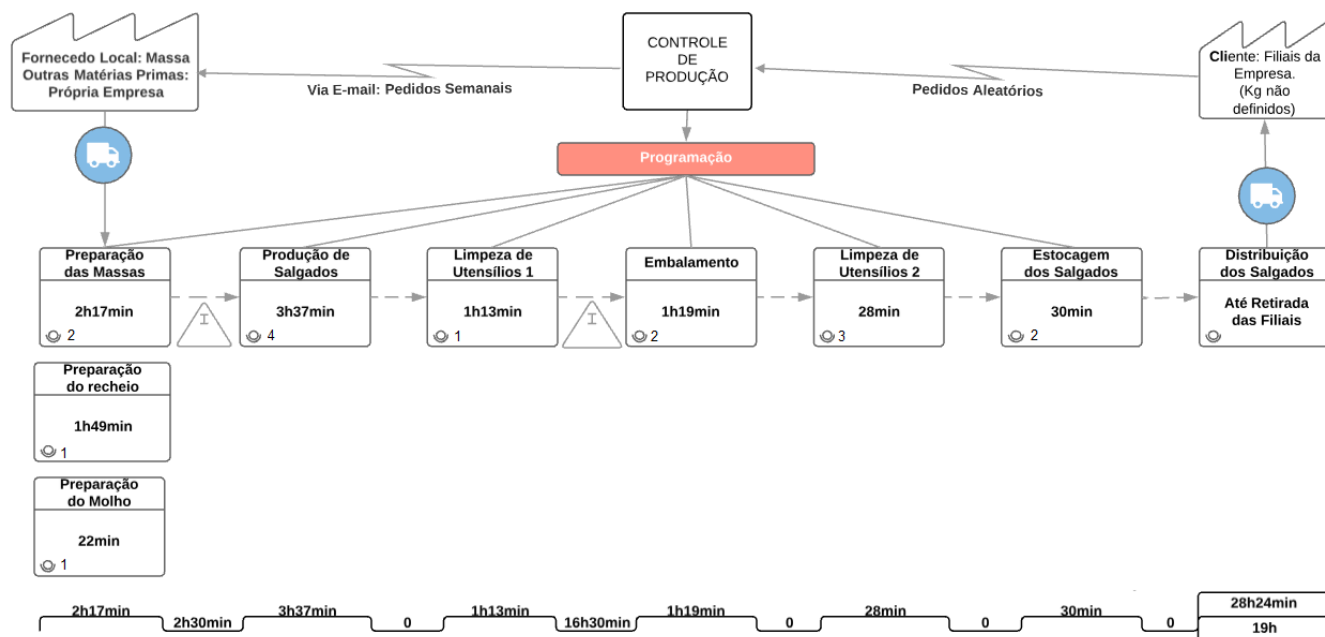 Fornecedo Local: Massa
Outras Matérias Primas:
Própria Empresa
Via E-mail: Pedidos Semanais
CONTROLE
DE
PRODUÇÃO
Pedidos Aleatórios
Cliente: Filiais da
Empresa.
(Kg não
definidos)
Programação
Preparação
das Massas
2h17min
2
I
Produção de
Salgados
3h37min
4
Limpeza de
Utensílios 1
1h13min
1
I
Embalamento
1h19min
2
Limpeza de
Utensílios 2
28min
3
Estocagem
dos Salgados
30min
2
Distribuição
dos Salgados
Até Retirada
das Filiais
Preparação
do recheio
1h49min
1
Preparação
do Molho
22min
1
2h17min
2h30min
3h37min
0
1h13min
16h30min
1h19min
0
28min
0
30min
0
28h24min
19h